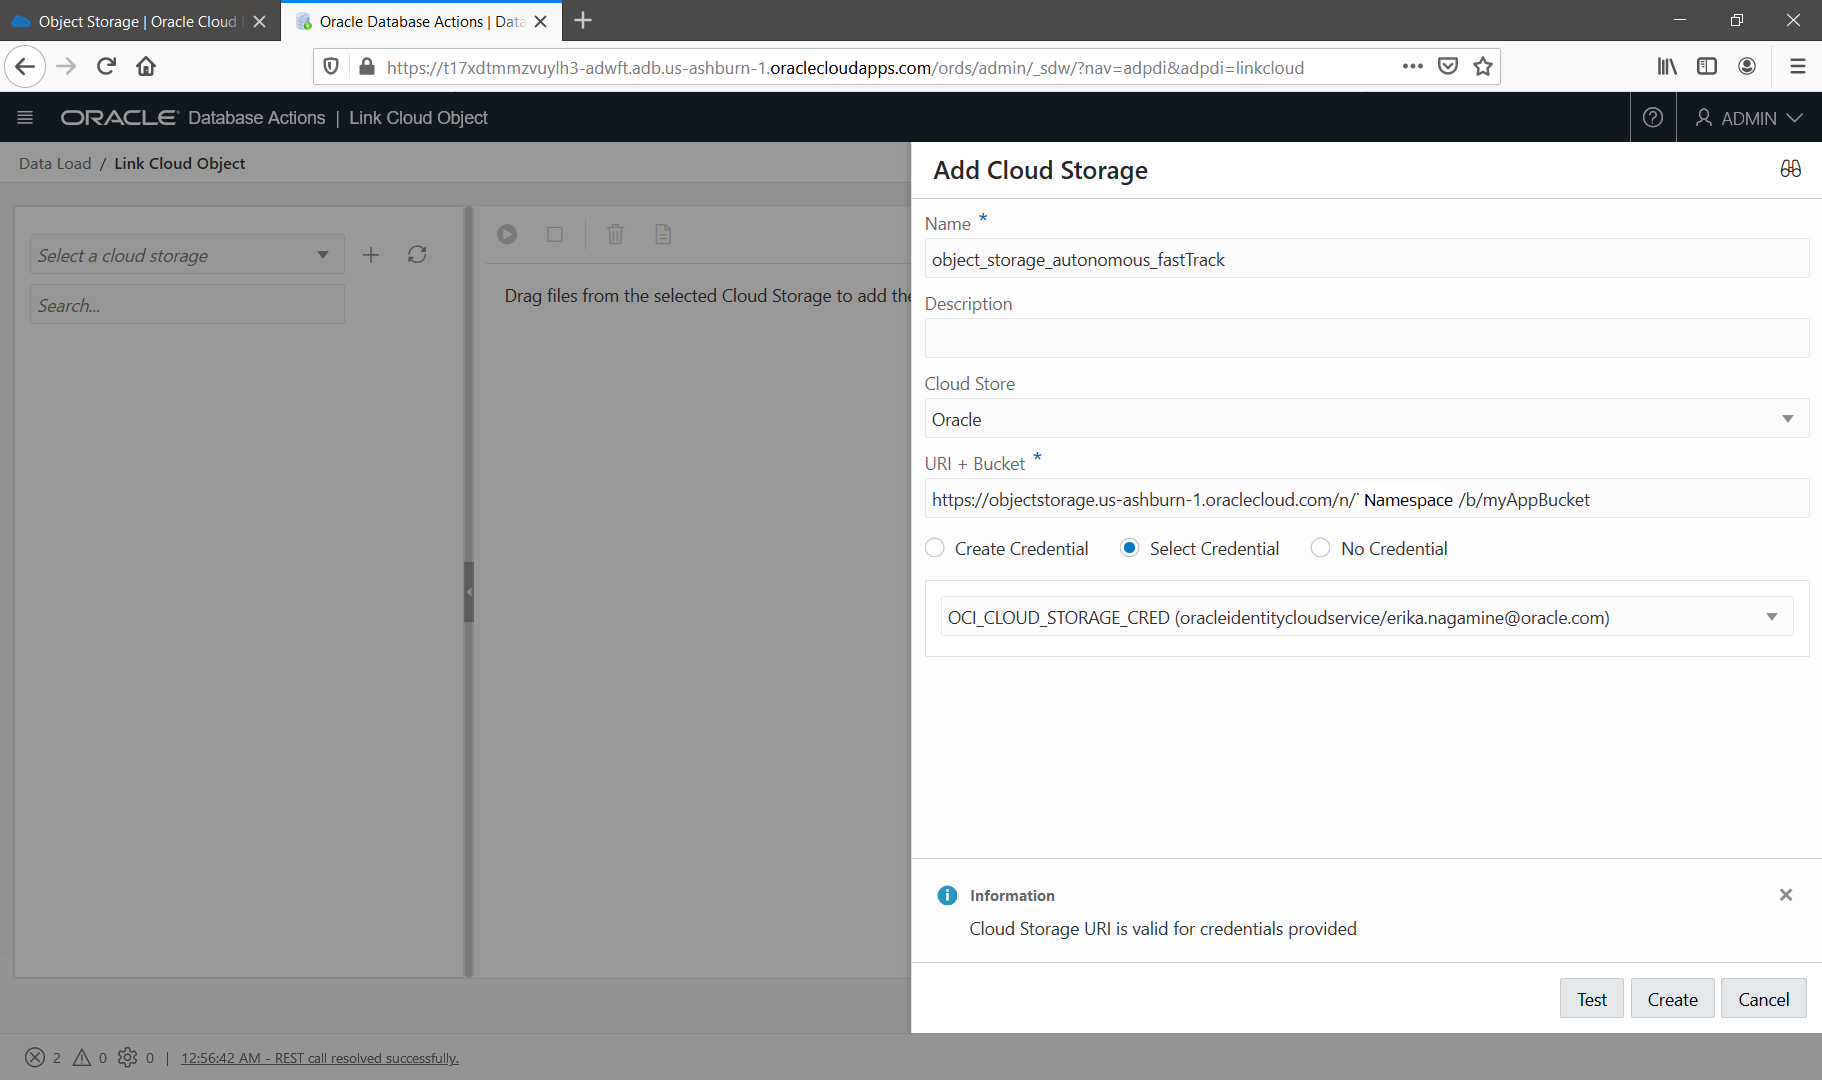 Object Storage | Oracle Cloud
Oracle Database Actions | Data
https://t17xdtmmzvuylh3-adwft.adb.us-ashburn-1.oraclecloudapps.com/ords/admin/_sdw/?nav=adpdi&adpdi=linkcloud
ORACLE Database Actions | Link Cloud Object
ADMIN
Data Load / Link Cloud Object
Select a cloud storage
Search...
Drag files from the selected Cloud Storage to add the
Add Cloud Storage
Name *
object_storage_autonomous_fastTrack
Description
Cloud Store
Oracle
URI + Bucket *
https://objectstorage.us-ashburn-1.oraclecloud.com/n/ Namespace /b/myAppBucket
Create Credential Select Credential No Credential
OCI_CLOUD_STORAGE_CRED (oracleidentitycloudservice/erika.nagamine@oracle.com)
Information
Cloud Storage URI is valid for credentials provided
Test Create Cancel
2 0 0 | 12:56:42 AM - REST call resolved successfully.